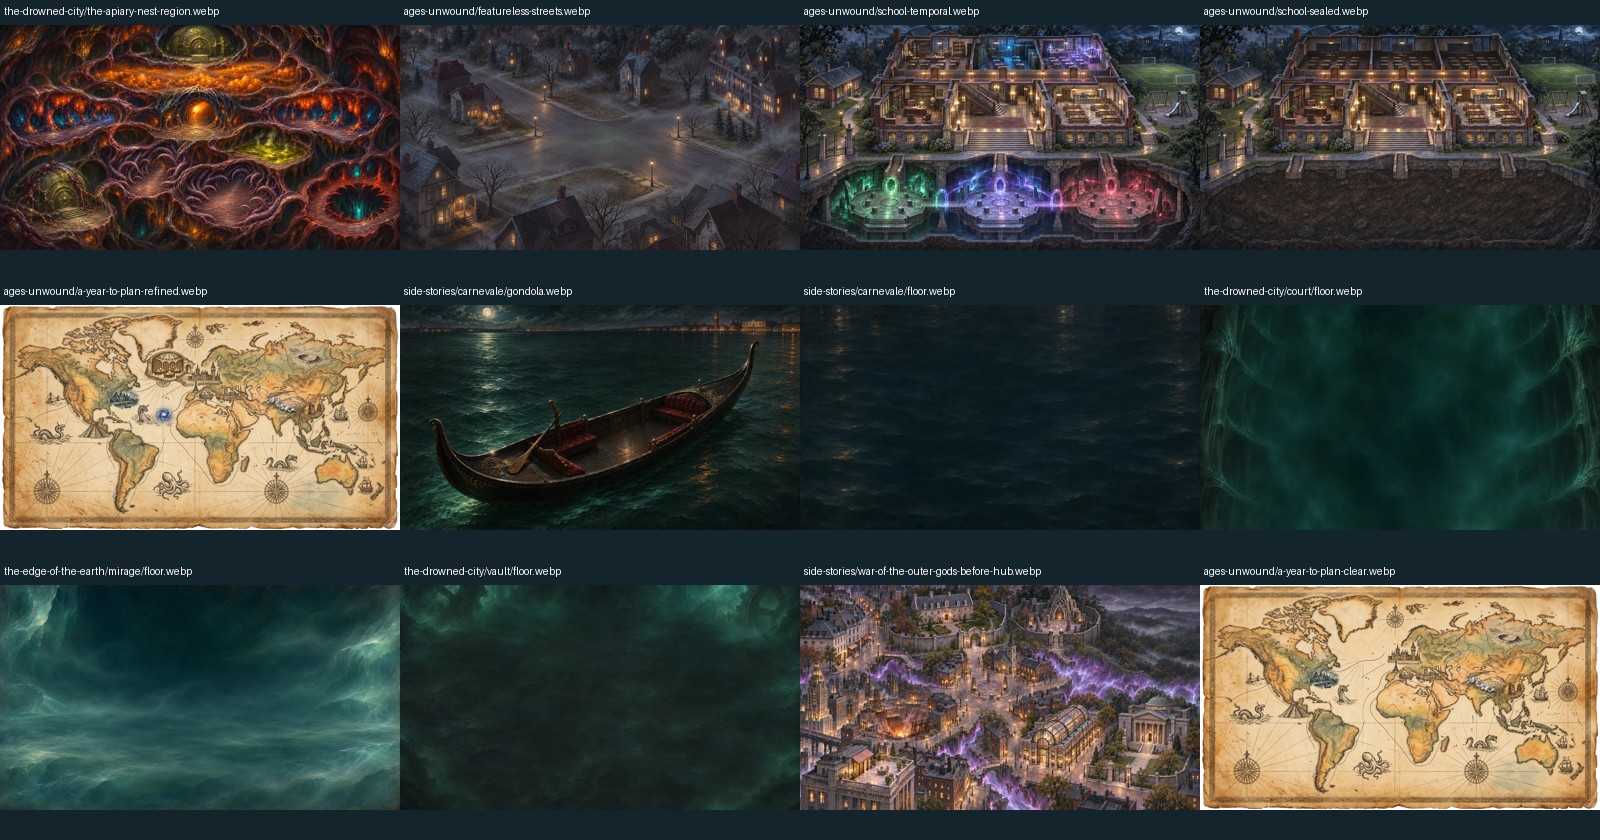 the-drowned-city/the-apiary-nest-region.webp
ages-unwound/featureless-streets.webp
ages-unwound/school-temporal.webp
ages-unwound/school-sealed.webp
ages-unwound/a-year-to-plan-refined.webp
side-stories/carnevale/gondola.webp
side-stories/carnevale/floor.webp
the-drowned-city/court/floor.webp
the-edge-of-the-earth/mirage/floor.webp
the-drowned-city/vault/floor.webp
side-stories/war-of-the-outer-gods-before-hub.webp
ages-unwound/a-year-to-plan-clear.webp